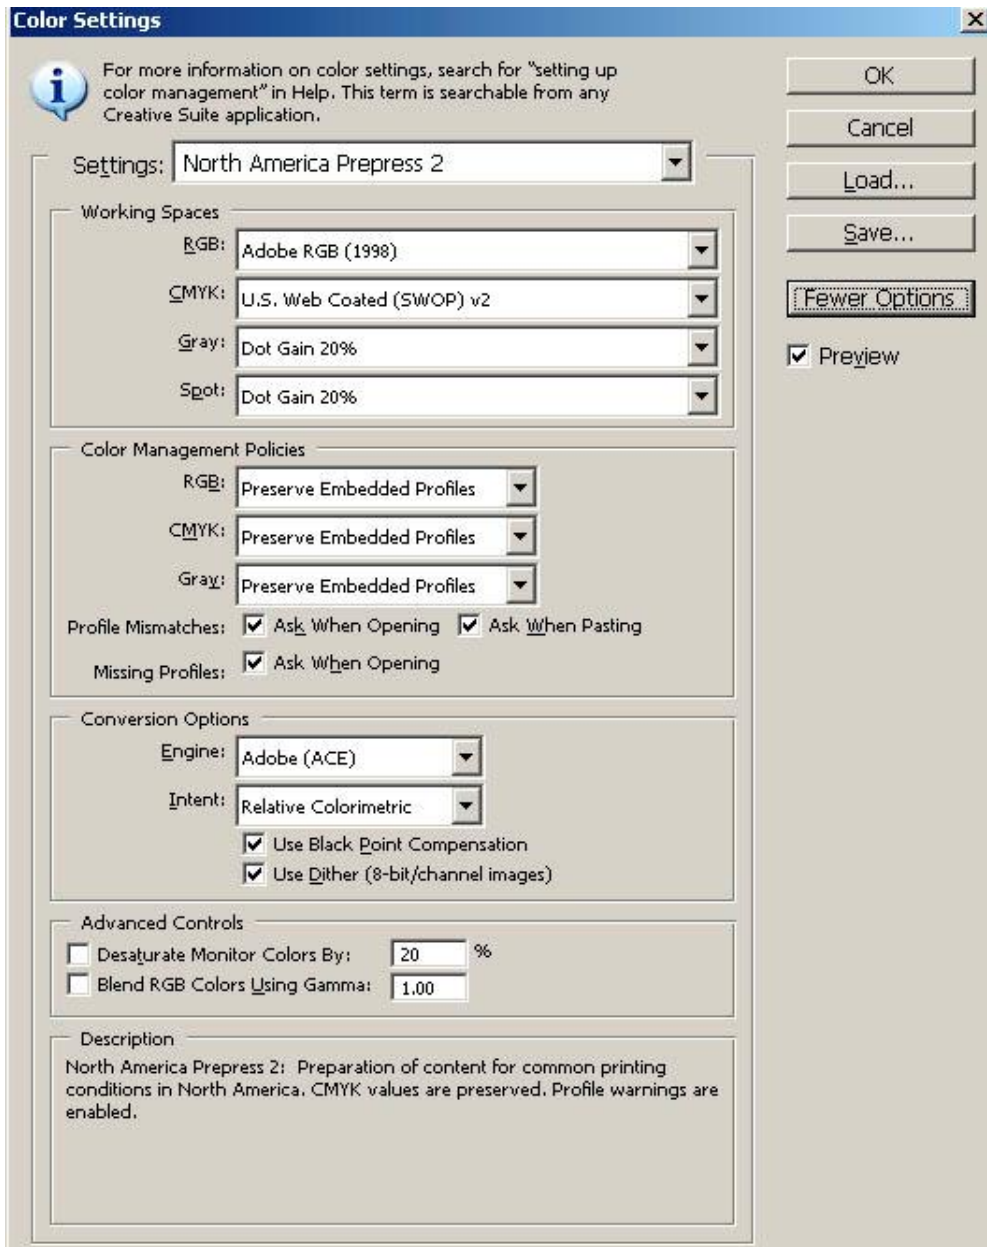 Color Settings
For more information on color settings, search for "setting up
color management" in Help. This term is searchable from any
Creative Suite application.
OK
Cancel
Load...
Save...
Fewer Options
Preview
Settings: North America Prepress 2
Working Spaces
RGB: Adobe RGB (1998)
CMYK: U.S. Web Coated (SWOP) v2
Gray: Dot Gain 20%
Spot: Dot Gain 20%
Color Management Policies
RGB: Preserve Embedded Profiles
CMYK: Preserve Embedded Profiles
Gray: Preserve Embedded Profiles
Profile Mismatches: Ask When Opening Ask When Pasting
Missing Profiles: Ask When Opening
Conversion Options
Engine: Adobe (ACE)
Intent: Relative Colorimetric
Use Black Point Compensation
Use Dither (8-bit/channel images)
Advanced Controls
Desaturate Monitor Colors By: 20 %
Blend RGB Colors Using Gamma: 1.00
Description
North America Prepress 2: Preparation of content for common printing
conditions in North America. CMYK values are preserved. Profile warnings are
enabled.